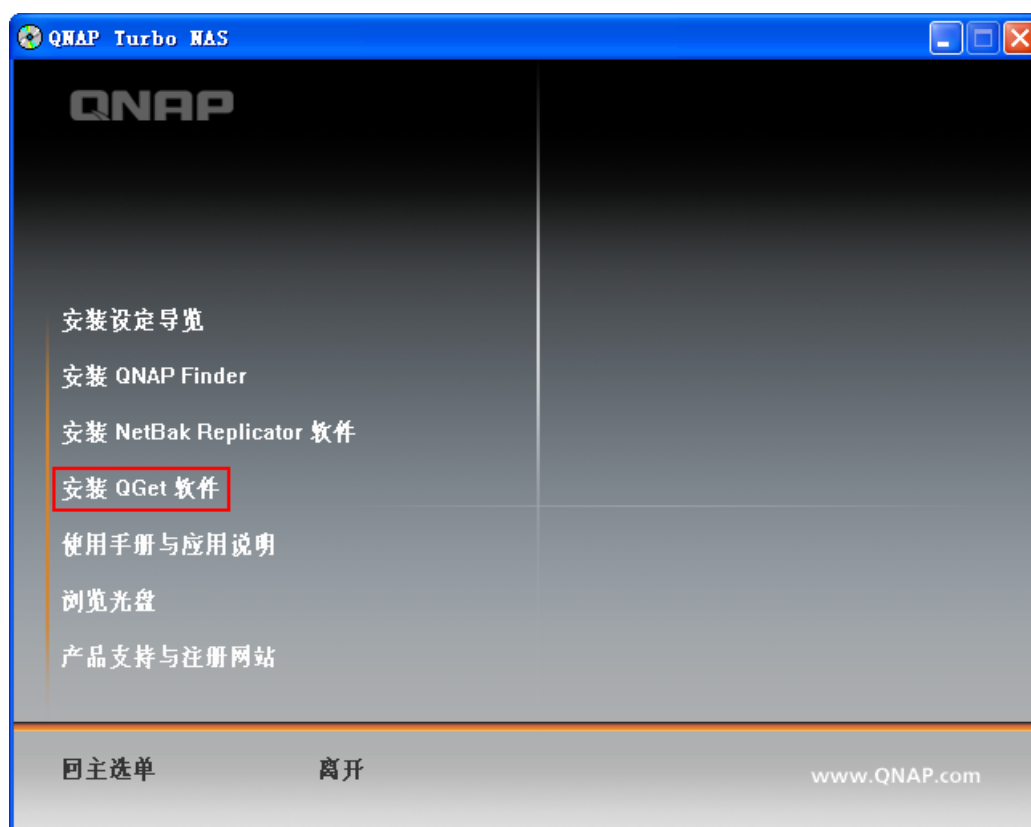 QNAP Turbo NAS
QNAP
安装设定导览
安装 QNAP Finder
安装 NetBak Replicator 软件
安装 QGet 软件
使用手册与应用说明
浏览光盘
产品支持与注册网站
回主选单 离开 www.QNAP.com